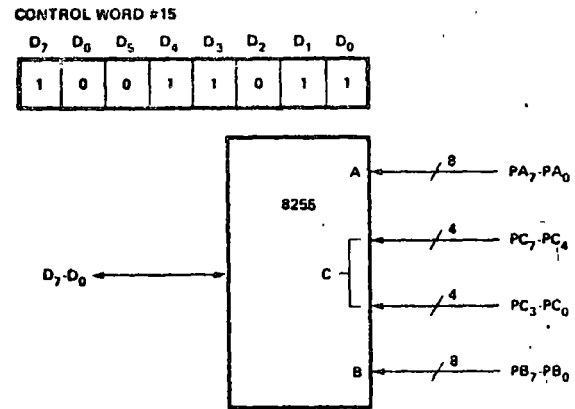 CONTROL WORD #15
D7 D6 D5 D4 D3 D2 D1 D0
1 0 0 1 1 0 1 1
A 8 PA7-PA0
8255
4 PC7-PC4
D7-D0 C
4 PC3-PC0
B 8 PB7-PB0